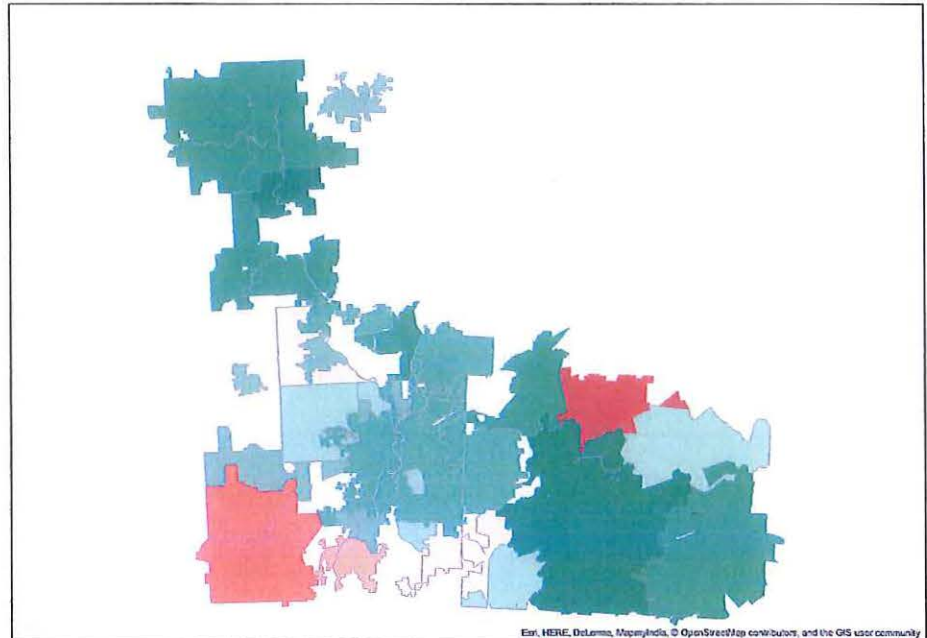 Esri, HERE, DeLorme, MapmyIndia, © OpenStreetMap contributors, and the GIS user community